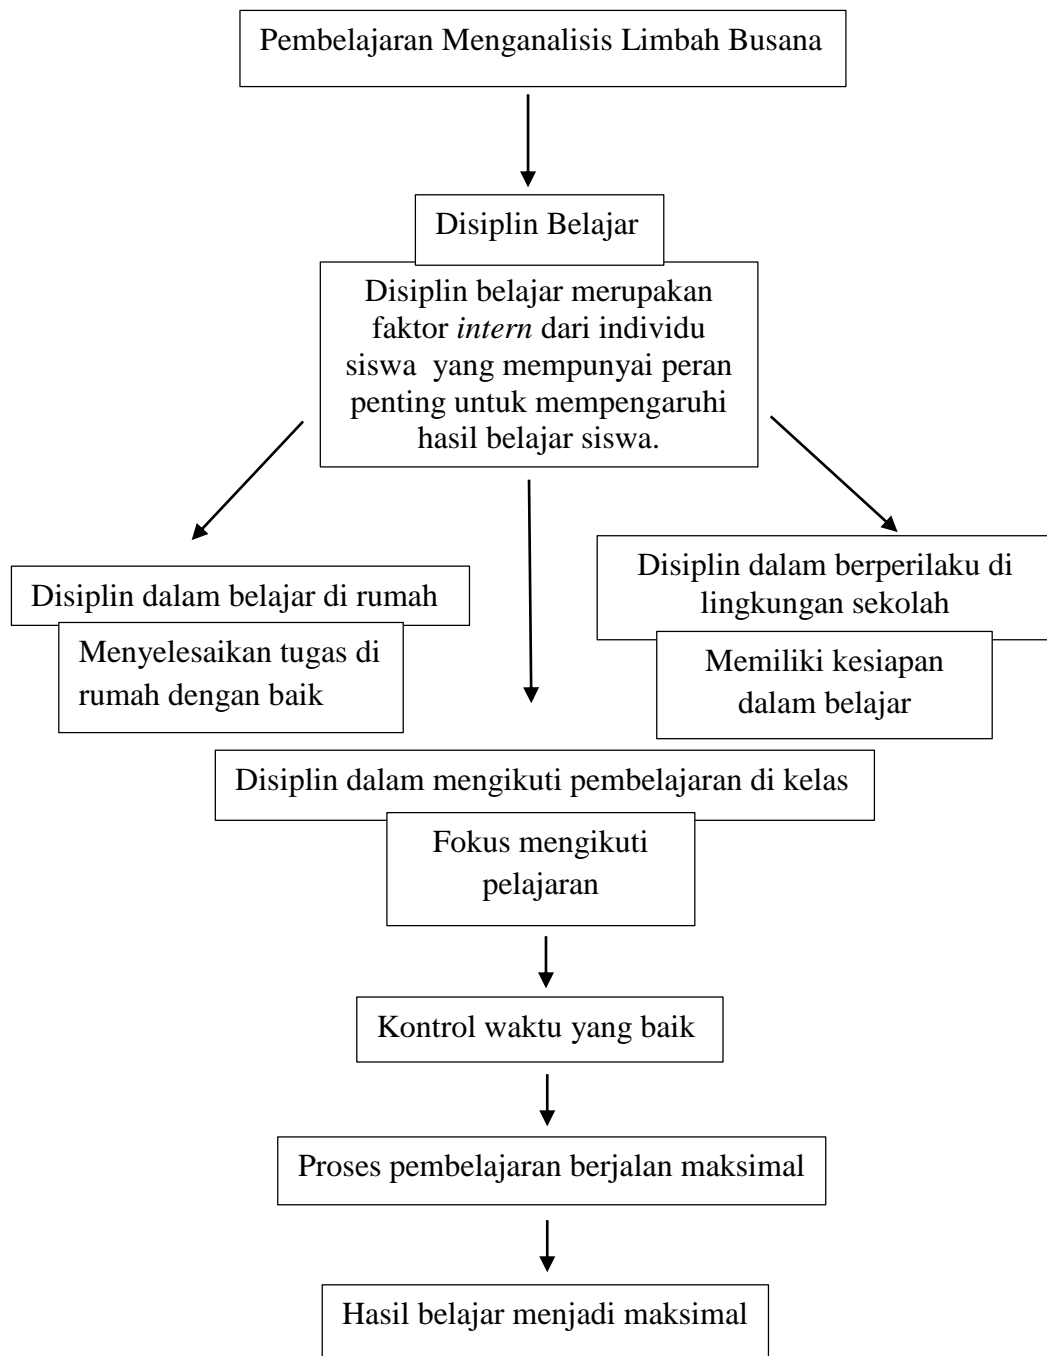 Pembelajaran Menganalisis Limbah Busana
Disiplin Belajar
Disiplin belajar merupakan
faktor intern dari individu
siswa yang mempunyai peran
penting untuk mempengaruhi
hasil belajar siswa.
Disiplin dalam belajar di rumah
Menyelesaikan tugas di
rumah dengan baik
Disiplin dalam berperilaku di
lingkungan sekolah
Memiliki kesiapan
dalam belajar
Disiplin dalam mengikuti pembelajaran di kelas
Fokus mengikuti
pelajaran
Kontrol waktu yang baik
Proses pembelajaran berjalan maksimal
Hasil belajar menjadi maksimal